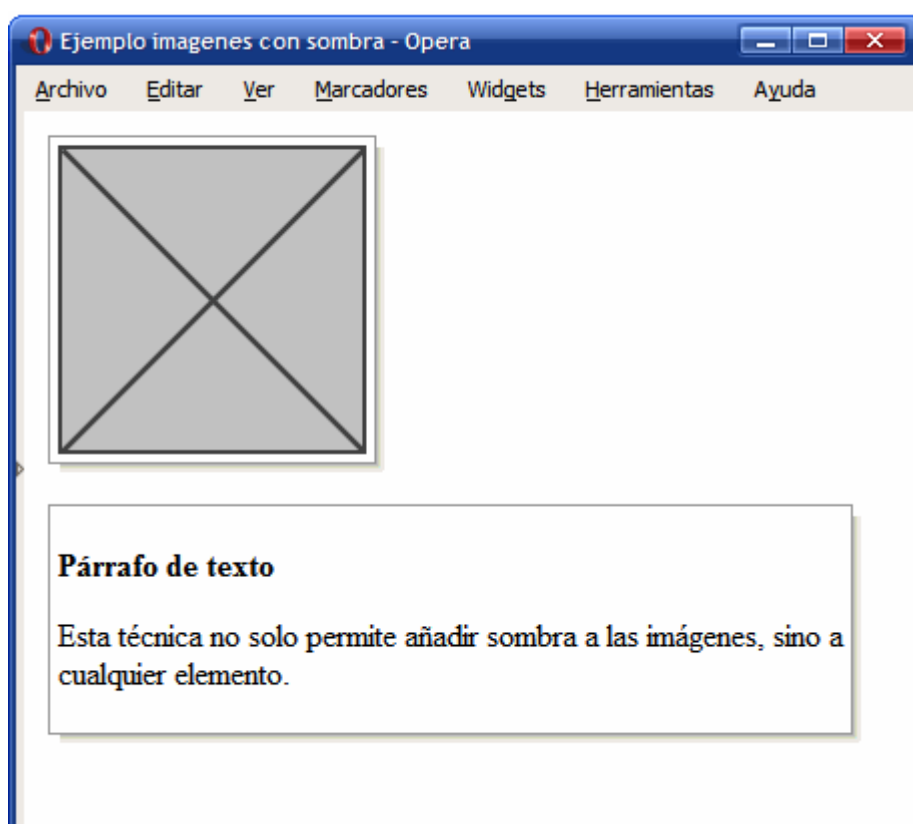 Ejemplo imagenes con sombra - Opera
Archivo Editar Ver Marcadores Widgets Herramientas Ayuda
Párrafo de texto
Esta técnica no solo permite añadir sombra a las imágenes, sino a
cualquier elemento.